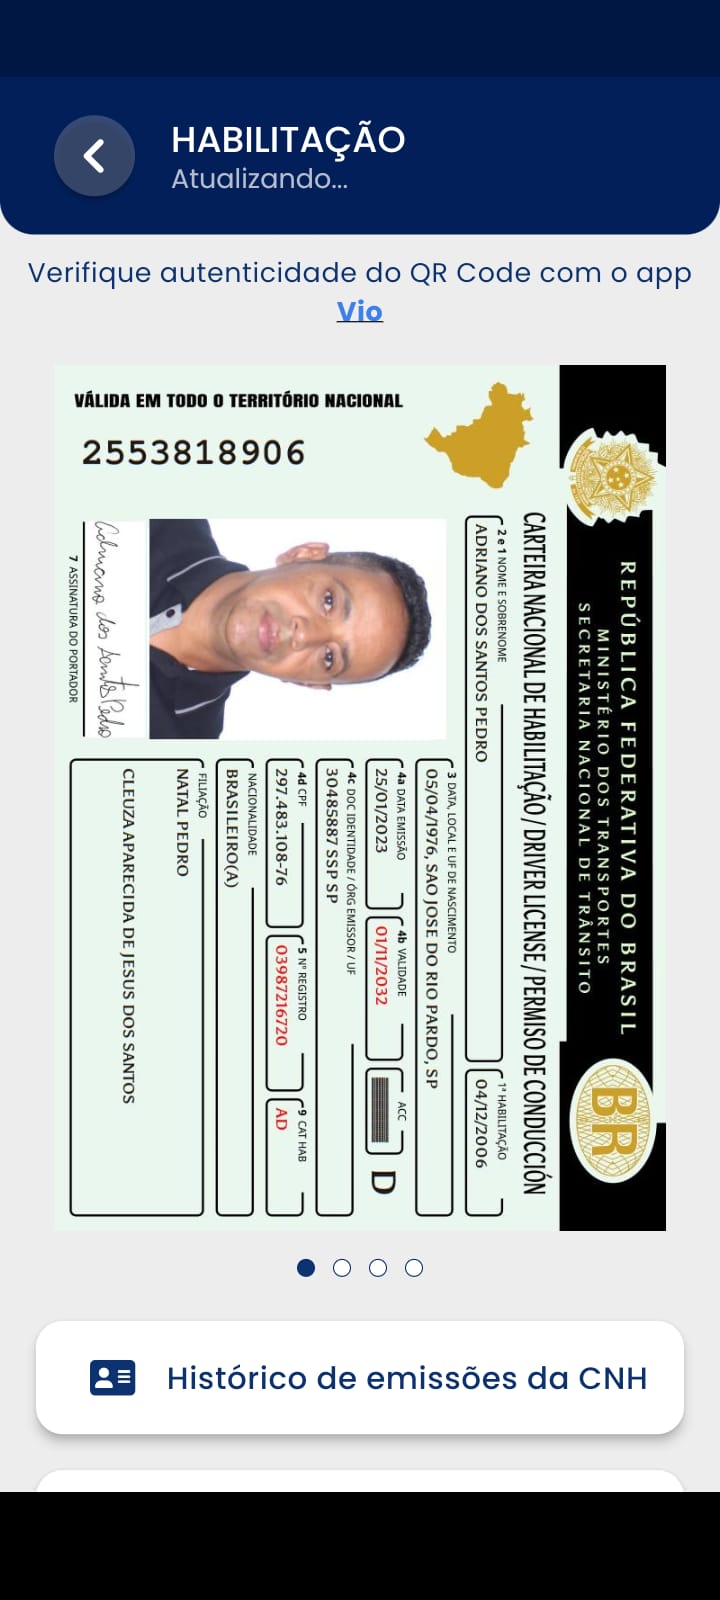 HABILITAÇÃO
Atualizando...
Verifique autenticidade do QR Code com o app
Vio
REPÚBLICA FEDERATIVA DO BRASIL
MINISTÉRIO DOS TRANSPORTES
SECRETARIA NACIONAL DE TRÂNSITO
BR
CARTEIRA NACIONAL DE HABILITAÇÃO / DRIVER LICENSE / PERMISO DE CONDUCCIÓN
2 e 1 NOME E SOBRENOME
ADRIANO DOS SANTOS PEDRO
1ª HABILITAÇÃO
04/12/2006
3 DATA, LOCAL E UF DE NASCIMENTO
05/04/1976, SAO JOSE DO RIO PARDO, SP
4a DATA EMISSÃO
25/01/2023
4b VALIDADE
01/11/2032
ACC
D
4c DOC IDENTIDADE / ÓRG EMISSOR / UF
30485887 SSP SP
4d CPF
297.483.108-76
5 Nº REGISTRO
03987216720
9 CAT HAB
AD
NACIONALIDADE
BRASILEIRO(A)
FILIAÇÃO
NATAL PEDRO
CLEUZA APARECIDA DE JESUS DOS SANTOS
Adriano dos Santos Pedro
7 ASSINATURA DO PORTADOR
VÁLIDA EM TODO O TERRITÓRIO NACIONAL
2553818906
Histórico de emissões da CNH